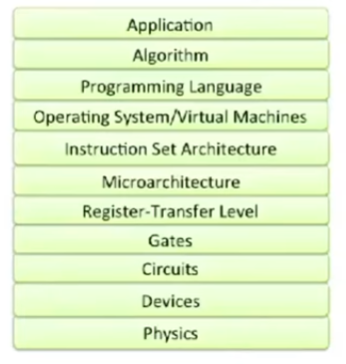 Application
Algorithm
Programming Language
Operating System/Virtual Machines
Instruction Set Architecture
Microarchitecture
Register-Transfer Level
Gates
Circuits
Devices
Physics